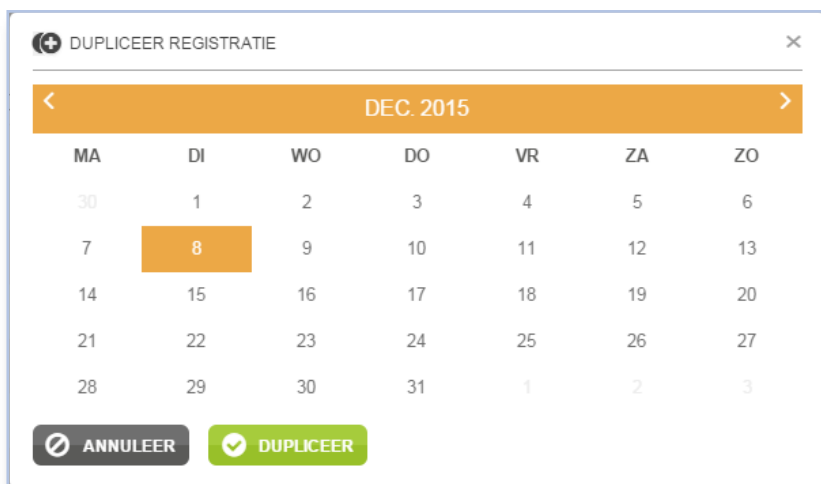 DUPLICEER REGISTRATIE
DEC. 2015
MA DI WO DO VR ZA ZO
30 1 2 3 4 5 6
7 8 9 10 11 12 13
14 15 16 17 18 19 20
21 22 23 24 25 26 27
28 29 30 31 1 2 3
ANNULEER DUPLICEER